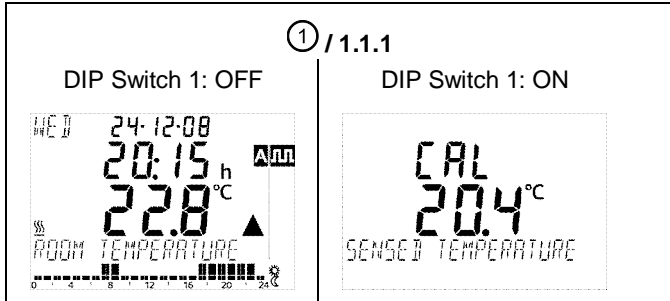 ① / 1.1.1
DIP Switch 1: OFF
WED 24-12-08
20:15 h
A
22.8 °C
ROOM TEMPERATURE
0 4 8 12 16 20 24
DIP Switch 1: ON
CAL
20.4 °C
SENSED TEMPERATURE